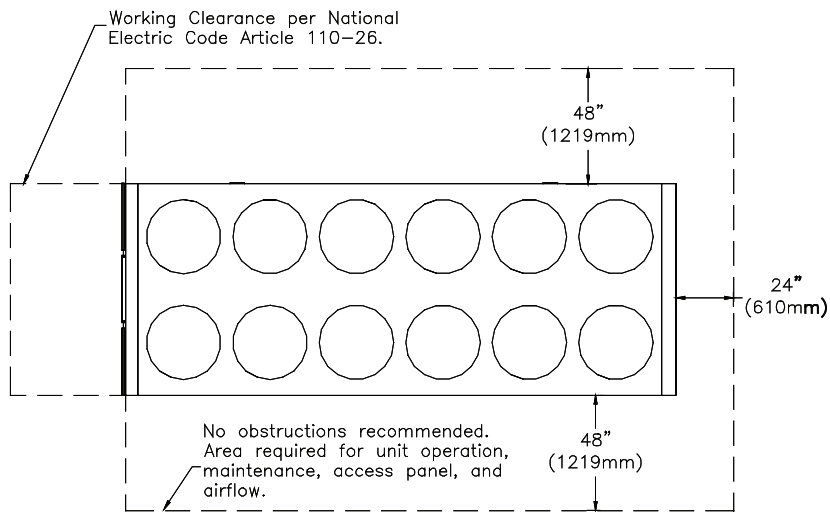 Working Clearance per National
Electric Code Article 110-26.
48"
(1219mm)
24"
(610mm)
No obstructions recommended.
Area required for unit operation,
maintenance, access panel, and
airflow.
48"
(1219mm)